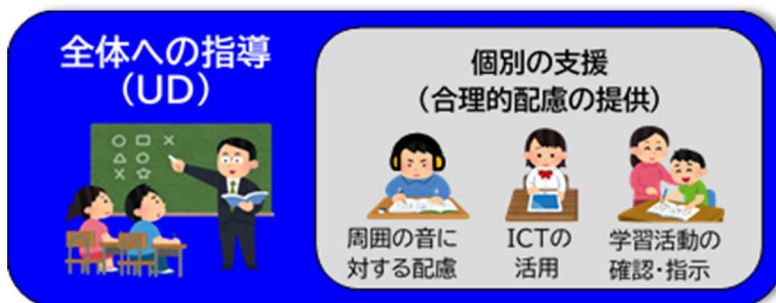 全体への指導
（UD）
個別の支援
（合理的配慮の提供）
周囲の音に
対する配慮
ICTの
活用
学習活動の
確認・指示